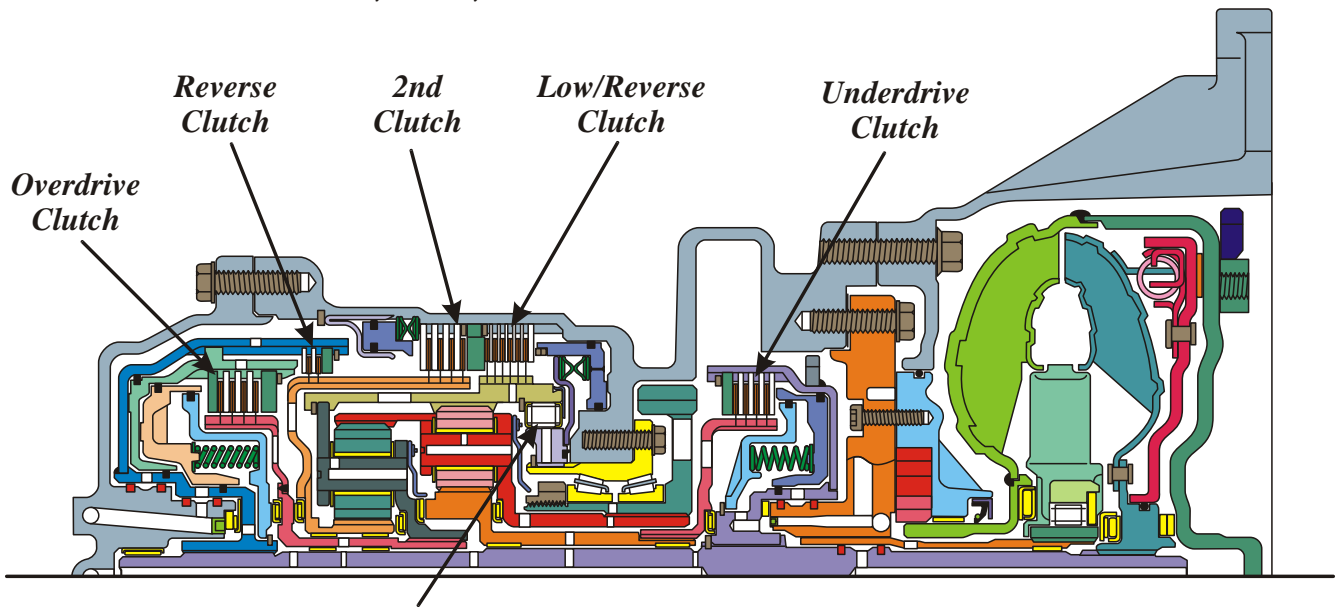 Reverse
Clutch
2nd
Clutch
Low/Reverse
Clutch
Underdrive
Clutch
Overdrive
Clutch